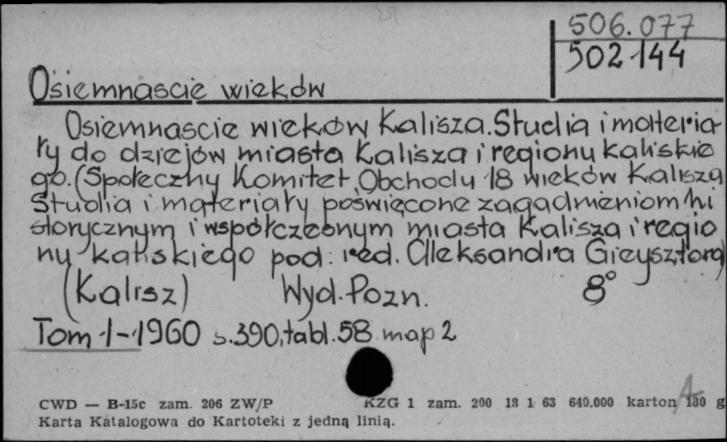 506.077
502144
Osiemnaście wieków
Osiemnaście wieków Kalisza. Studia i materia-
ły do dziejów miasta Kalisza i regionu kaliskie
go. (Społeczny Komitet Obchodu 18 wieków Kalisza
Studia i materiały poświęcone zagadnieniom hi
storycznym i współczesnym miasta Kalisza i regio
nu kaliskiego pod: red. Aleksandra Gieysztora)
(Kalisz) Wyd. Pozn. 8°
Tom 1-1960 s.390, tabl. 58 map 2
A
CWD — B-15c zam. 206 ZW/P KZG 1 zam. 200 18 1 63 640.000 karton 180 g
Karta Katalogowa do Kartoteki z jedną linią.